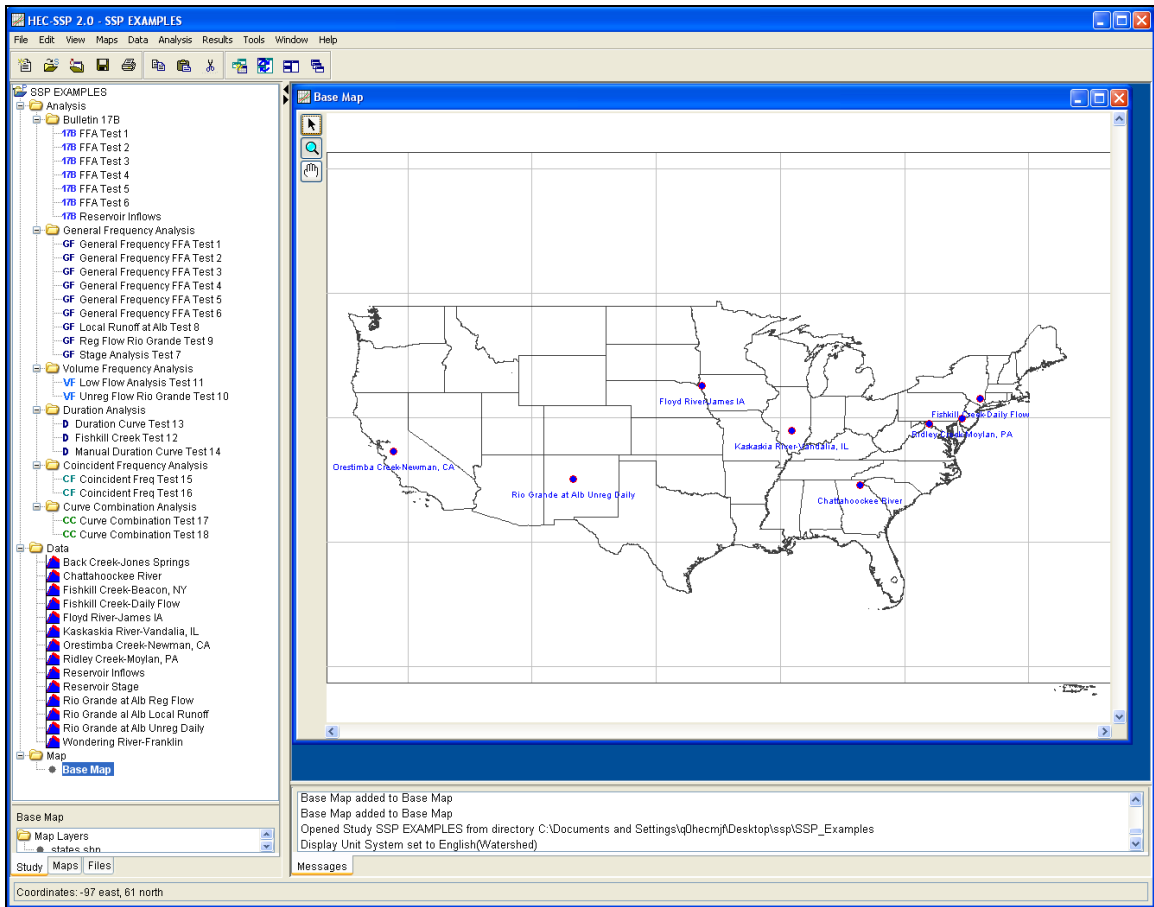 HEC-SSP 2.0 - SSP EXAMPLES
File Edit View Maps Data Analysis Results Tools Window Help
SSP EXAMPLES
Analysis
Bulletin 17B
17B FFA Test 1
17B FFA Test 2
17B FFA Test 3
17B FFA Test 4
17B FFA Test 5
17B FFA Test 6
17B Reservoir Inflows
General Frequency Analysis
GF General Frequency FFA Test 1
GF General Frequency FFA Test 2
GF General Frequency FFA Test 3
GF General Frequency FFA Test 4
GF General Frequency FFA Test 5
GF General Frequency FFA Test 6
GF Local Runoff at Alb Test 8
GF Reg Flow Rio Grande Test 9
GF Stage Analysis Test 7
Volume Frequency Analysis
VF Low Flow Analysis Test 11
VF Unreg Flow Rio Grande Test 10
Duration Analysis
D Duration Curve Test 13
D Fishkill Creek Test 12
D Manual Duration Curve Test 14
Coincident Frequency Analysis
CF Coincident Freq Test 15
CF Coincident Freq Test 16
Curve Combination Analysis
CC Curve Combination Test 17
CC Curve Combination Test 18
Data
Back Creek-Jones Springs
Chattahoockee River
Fishkill Creek-Beacon, NY
Fishkill Creek-Daily Flow
Floyd River-James IA
Kaskaskia River-Vandalia, IL
Orestimba Creek-Newman, CA
Ridley Creek-Moylan, PA
Reservoir Inflows
Reservoir Stage
Rio Grande at Alb Reg Flow
Rio Grande al Alb Local Runoff
Rio Grande at Alb Unreg Daily
Wondering River-Franklin
Map
Base Map
Base Map
Map Layers
states.shp
Study Maps Files
Base Map
Floyd River-James IA
Fishkill Creek-Daily Flow
Ridley Creek-Moylan, PA
Kaskaskia River-Vandalia, IL
Orestimba Creek-Newman, CA
Rio Grande at Alb Unreg Daily
Chattahoockee River
Base Map added to Base Map
Base Map added to Base Map
Opened Study SSP EXAMPLES from directory C:\Documents and Settings\q0hecmjf\Desktop\ssp\SSP_Examples
Display Unit System set to English(Watershed)
Messages
Coordinates: -97 east, 61 north